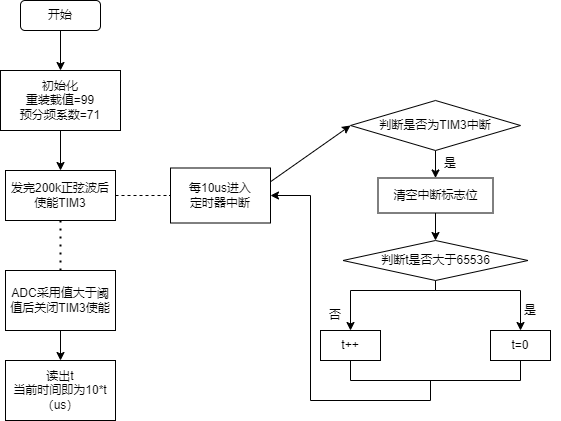 开始
初始化
重装载值=99
预分频系数=71
发完200k正弦波后
使能TIM3
ADC采用值大于阈
值后关闭TIM3使能
读出t
当前时间即为10*t
（us）
每10us进入
定时器中断
判断是否为TIM3中断
是
清空中断标志位
判断t是否大于65536
否
是
t++
t=0